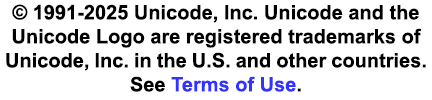 © 1991-2025 Unicode, Inc. Unicode and the
Unicode Logo are registered trademarks of
Unicode, Inc. in the U.S. and other countries.
See Terms of Use.